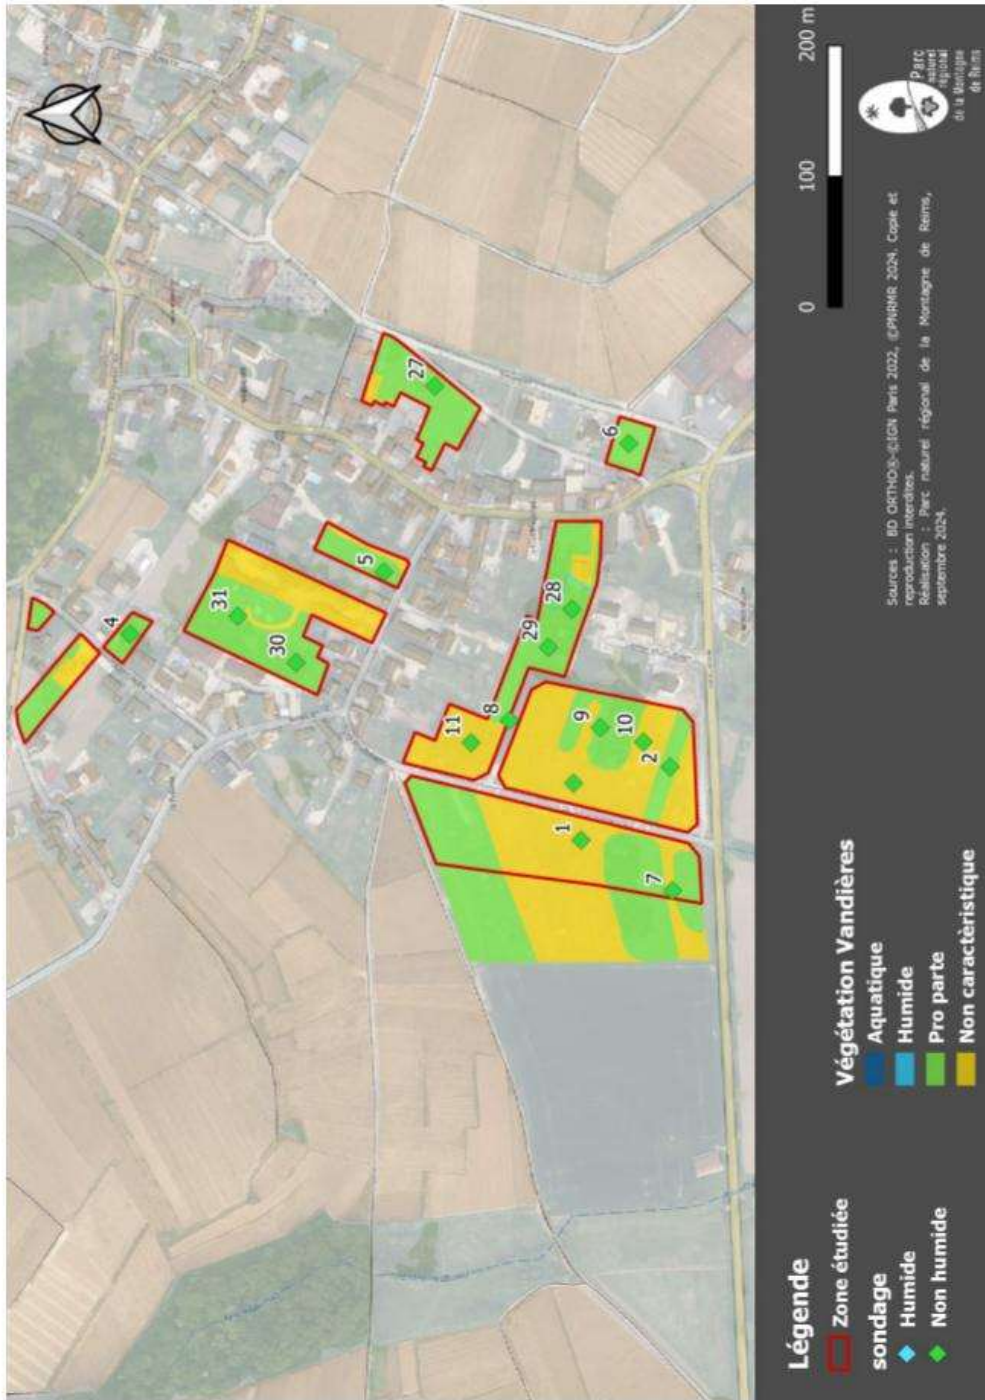 31
4
30
5
27
6
11
8
29
28
9
10
2
1
7
Légende
Zone étudiée
sondage
Humide
Non humide
Végétation Vandières
Aquatique
Humide
Pro parte
Non caractèristique
0 100 200 m
Sources : BD ORTHO®-©IGN Paris 2022, ©PNRMR 2024. Copie et
reproduction interdites.
Réalisation : Parc naturel régional de la Montagne de Reims,
septembre 2024.
Parc
naturel
régional
de la Montagne
de Reims